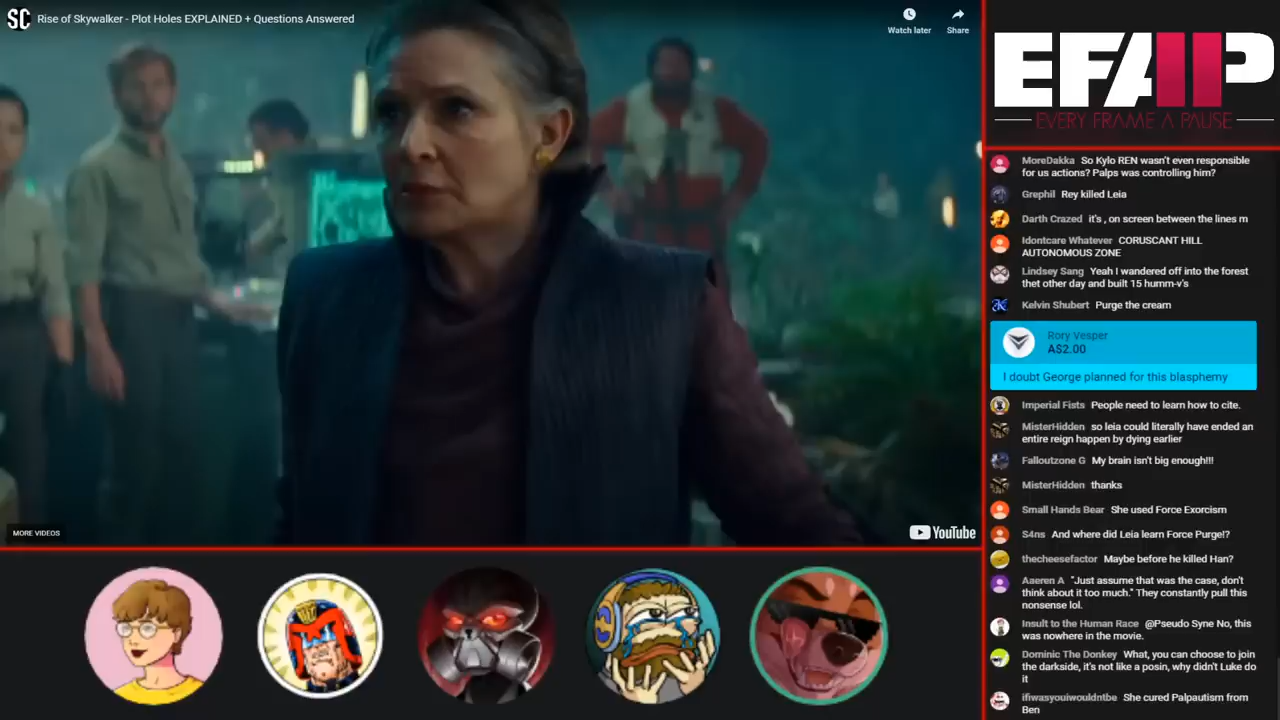 SC Rise of Skywalker - Plot Holes EXPLAINED + Questions Answered
Watch later
Share
MORE VIDEOS
YouTube
EFAP
EVERY FRAME A PAUSE
MoreDakka So Kylo REN wasn't even responsible
for us actions? Palps was controlling him?
Grephil Rey killed Leia
Darth Crazed it's , on screen between the lines m
Idontcare Whatever CORUSCANT HILL
AUTONOMOUS ZONE
Lindsey Sang Yeah I wandered off into the forest
thet other day and built 15 humm-v's
Kelvin Shubert Purge the cream
Rory Vesper
A$2.00
I doubt George planned for this blasphemy
Imperial Fists People need to learn how to cite.
MisterHidden so leia could literally have ended an
entire reign happen by dying earlier
Falloutzone G My brain isn't big enough!!!
MisterHidden thanks
Small Hands Bear She used Force Exorcism
S4ns And where did Leia learn Force Purge!?
thecheesefactor Maybe before he killed Han?
Aaeren A "Just assume that was the case, don't
think about it too much." They constantly pull this
nonsense lol.
Insult to the Human Race @Pseudo Syne No, this
was nowhere in the movie.
Dominic The Donkey What, you can choose to join
the darkside, it's not like a posin, why didn't Luke do
it
ifiwasyouiwouldntbe She cured Palpautism from
Ben